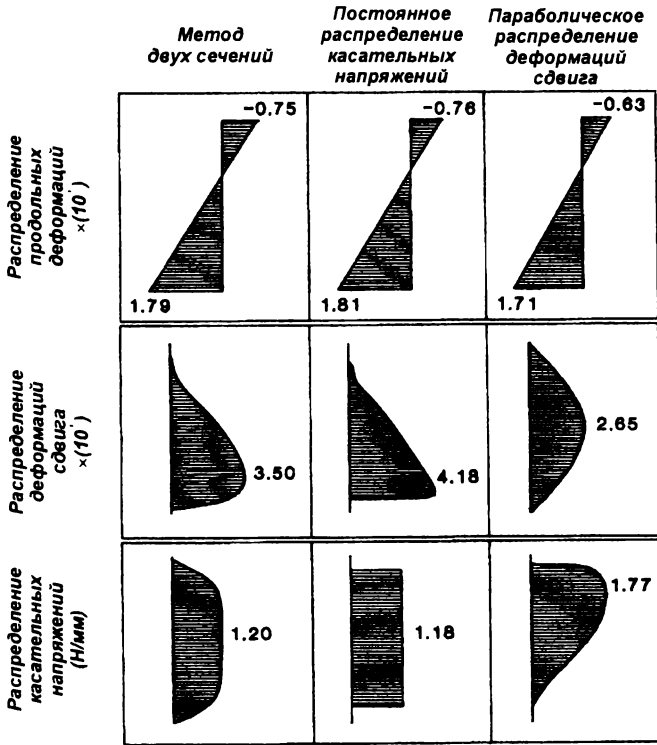 Метод
двух сечений
Постоянное
распределение
касательных
напряжений
Параболическое
распределение
деформаций
сдвига
Распределение
продольных
деформаций
×(10')
-0.75
1.79
-0.76
1.81
-0.63
1.71
Распределение
деформаций
сдвига
×(10')
3.50
4.18
2.65
Распределение
касательных
напряжений
(Н/мм)
1.20
1.18
1.77